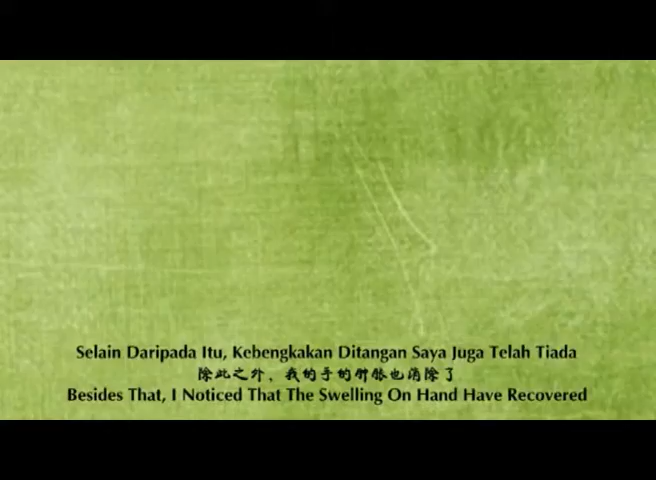 Selain Daripada Itu, Kebengkakan Ditangan Saya Juga Telah Tiada
除此之外，我的手的肿胀也消除了
Besides That, I Noticed That The Swelling On Hand Have Recovered